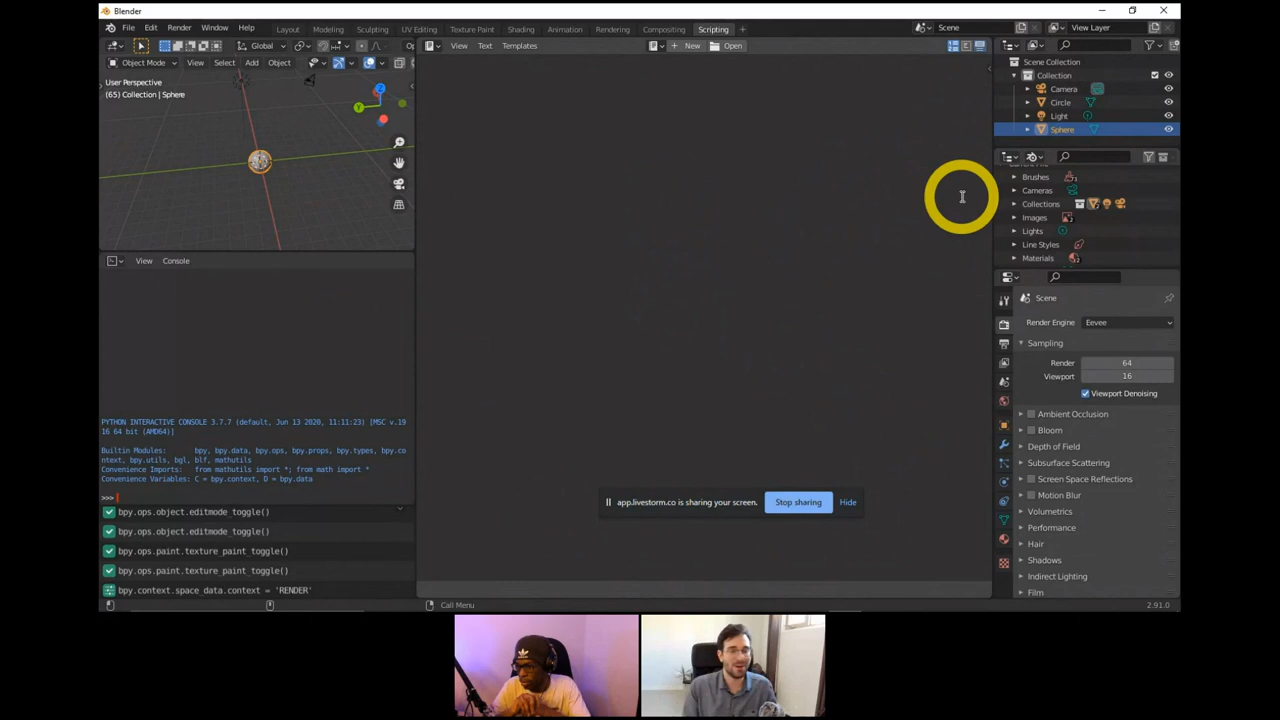 Blender
File Edit Render Window Help Layout Modeling Sculpting UV Editing Texture Paint Shading Animation Rendering Compositing Scripting + Scene View Layer
Global
View Text Templates New Open
Object Mode View Select Add Object
User Perspective
(65) Collection | Sphere
Z
Y
Scene Collection
Collection
Camera
Circle
Light
Sphere
Brushes
Cameras
Collections
Images
Lights
Line Styles
Materials
View Console
Scene
Render Engine Eevee
Sampling
Render 64
Viewport 16
Viewport Denoising
Ambient Occlusion
Bloom
Depth of Field
Subsurface Scattering
Screen Space Reflections
Motion Blur
Volumetrics
Performance
Hair
Shadows
Indirect Lighting
Film
PYTHON INTERACTIVE CONSOLE 3.7.7 (default, Jun 13 2020, 11:11:23) [MSC v.19
16 64 bit (AMD64)]
Builtin Modules: bpy, bpy.data, bpy.ops, bpy.props, bpy.types, bpy.co
ntext, bpy.utils, bgl, blf, mathutils
Convenience Imports: from mathutils import *; from math import *
Convenience Variables: C = bpy.context, D = bpy.data
>>>
bpy.ops.object.editmode_toggle()
bpy.ops.object.editmode_toggle()
bpy.ops.paint.texture_paint_toggle()
bpy.ops.paint.texture_paint_toggle()
bpy.context.space_data.context = 'RENDER'
app.livestorm.co is sharing your screen. Stop sharing Hide
Call Menu
2.91.0
adidas